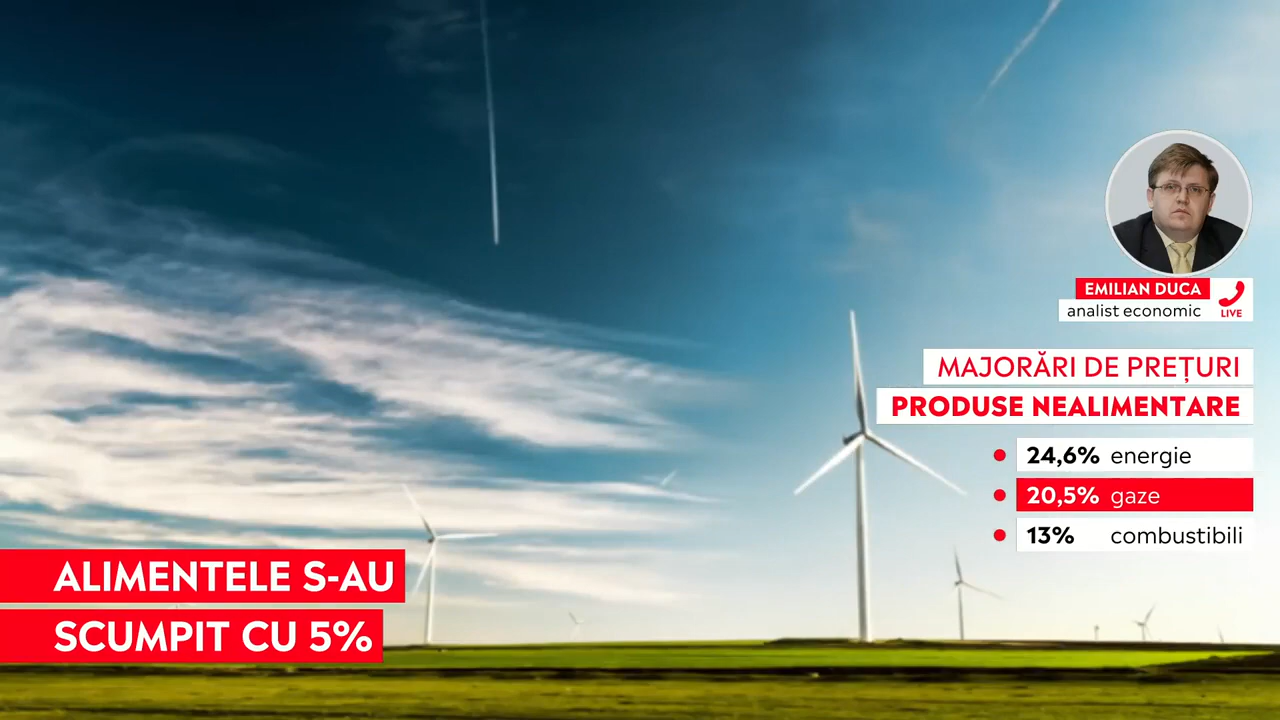 EMILIAN DUCA
analist economic
LIVE
MAJORĂRI DE PREȚURI
PRODUSE NEALIMENTARE
24,6% energie
20,5% gaze
13% combustibili
ALIMENTELE S-AU
SCUMPIT CU 5%